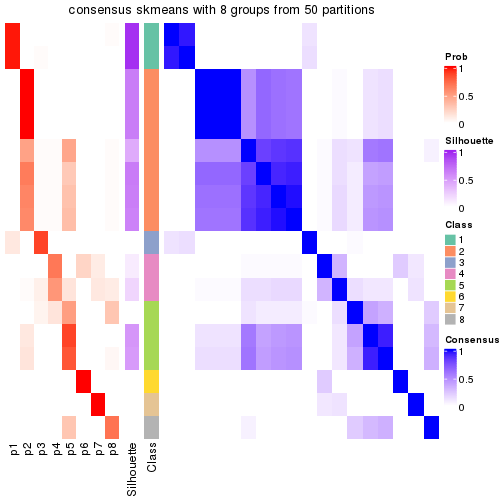 consensus skmeans with 8 groups from 50 partitions
Prob
1
0.5
0
Silhouette
1
0.5
0
Class
1
2
3
4
5
6
7
8
Consensus
1
0.5
0
p1
p2
p3
p4
p5
p6
p7
p8
Silhouette
Class